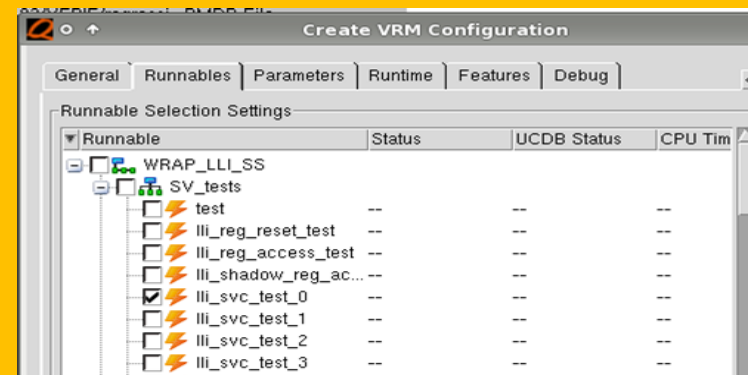 Create VRM Configuration
General Runnables Parameters Runtime Features Debug
Runnable Selection Settings
Runnable Status UCDB Status CPU Tim
WRAP_LLI_SS
SV_tests
test -- -- --
lli_reg_reset_test -- -- --
lli_reg_access_test -- -- --
lli_shadow_reg_ac... -- -- --
lli_svc_test_0 -- -- --
lli_svc_test_1 -- -- --
lli_svc_test_2 -- -- --
lli_svc_test_3 -- -- --